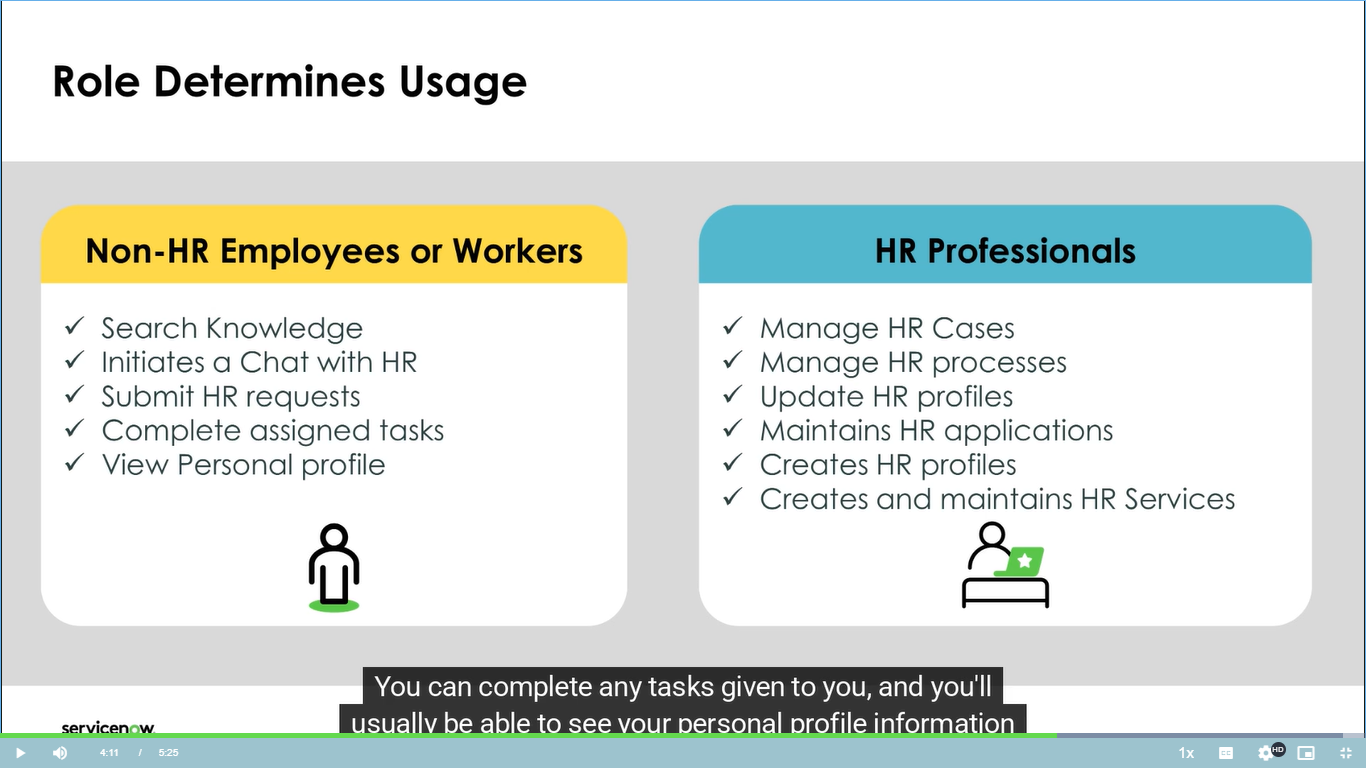 Role Determines Usage
Non-HR Employees or Workers
Search Knowledge
Initiates a Chat with HR
Submit HR requests
Complete assigned tasks
View Personal profile
HR Professionals
Manage HR Cases
Manage HR processes
Update HR profiles
Maintains HR applications
Creates HR profiles
Creates and maintains HR Services
You can complete any tasks given to you, and you'll
usually be able to see your personal profile information
servicenow
4:11 / 5:25
1x
CC
HD